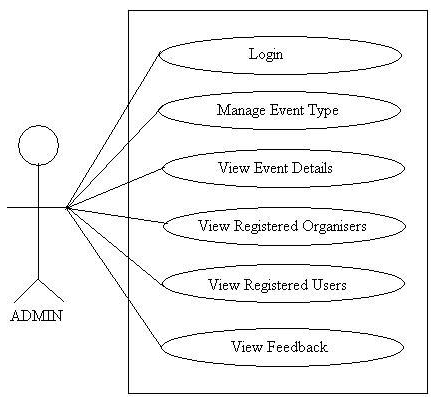 Login
Manage Event Type
View Event Details
View Registered Organisers
View Registered Users
ADMIN
View Feedback